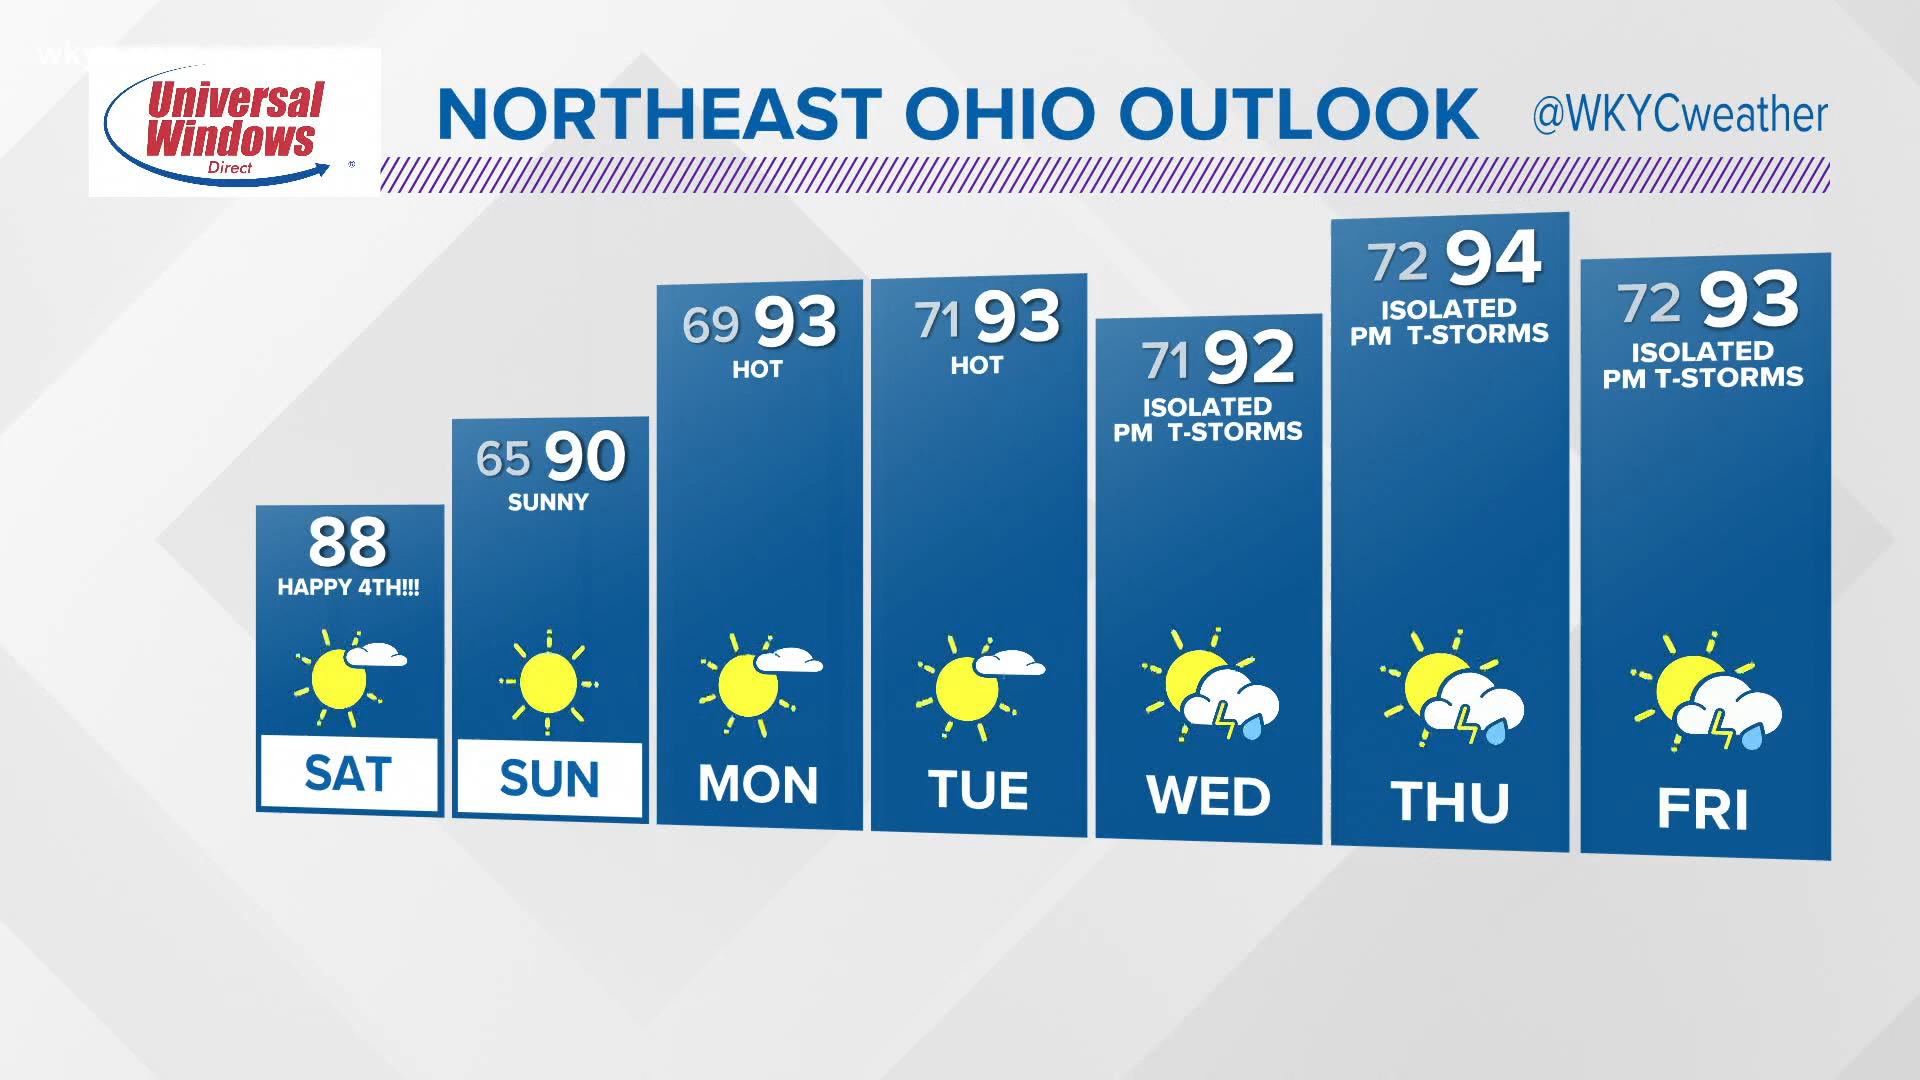 Universal
Windows
Direct
®
NORTHEAST OHIO OUTLOOK
@WKYCweather
88
HAPPY 4TH!!!
SAT
65 90
SUNNY
SUN
69 93
HOT
MON
71 93
HOT
TUE
71 92
ISOLATED
PM T-STORMS
WED
72 94
ISOLATED
PM T-STORMS
THU
72 93
ISOLATED
PM T-STORMS
FRI